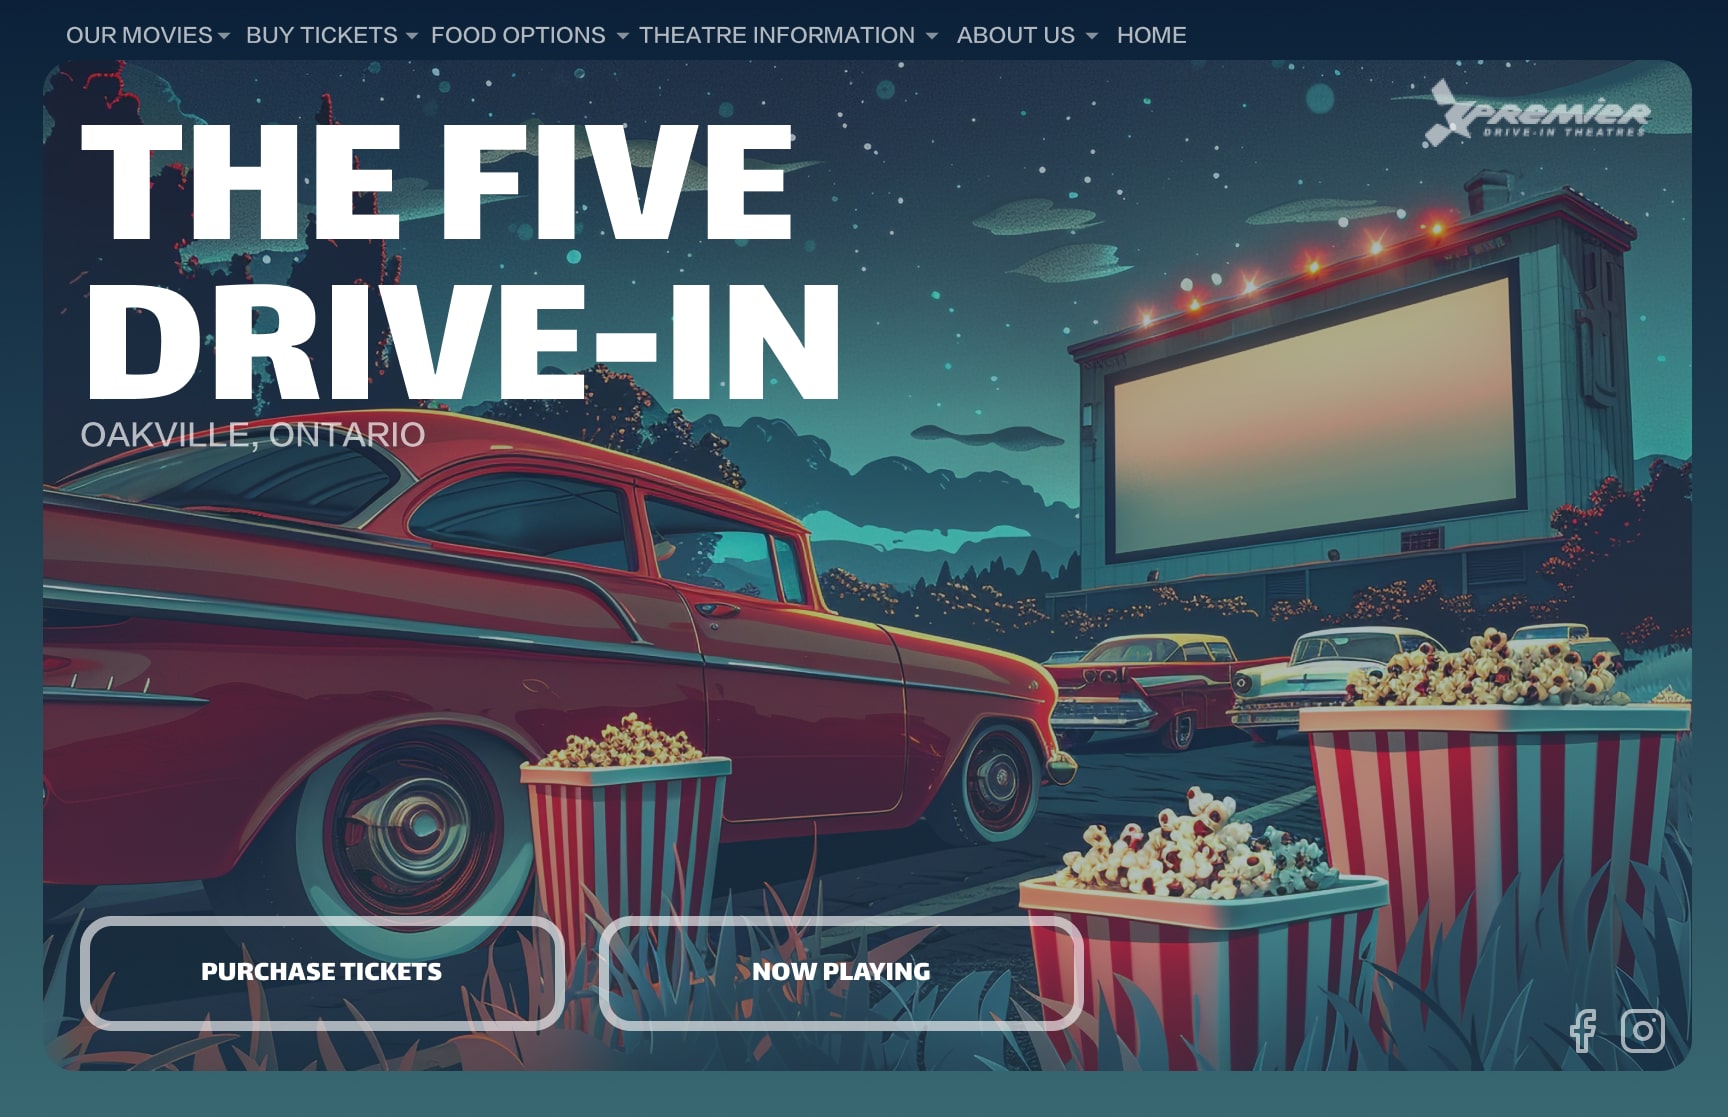 OUR MOVIES BUY TICKETS FOOD OPTIONS THEATRE INFORMATION ABOUT US HOME
PREMIER
DRIVE-IN THEATRES
THE FIVE
DRIVE-IN
OAKVILLE, ONTARIO
PURCHASE TICKETS NOW PLAYING